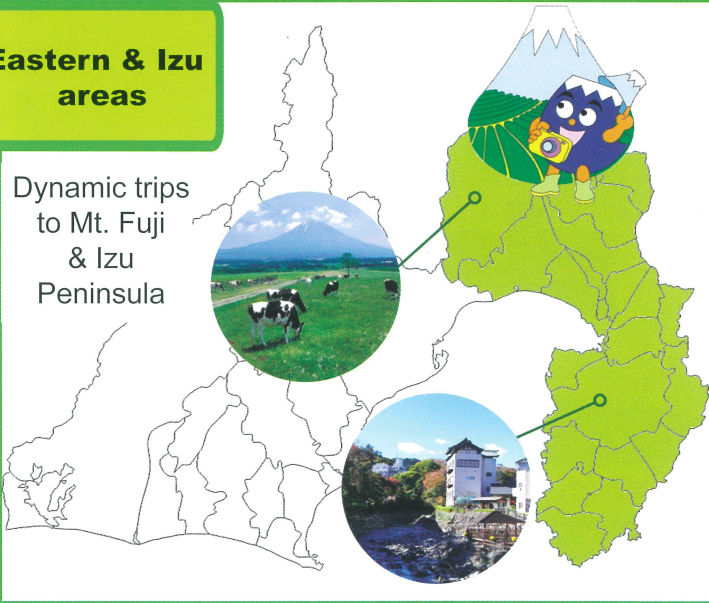 Eastern & Izu
areas
Dynamic trips
to Mt. Fuji
& Izu
Peninsula